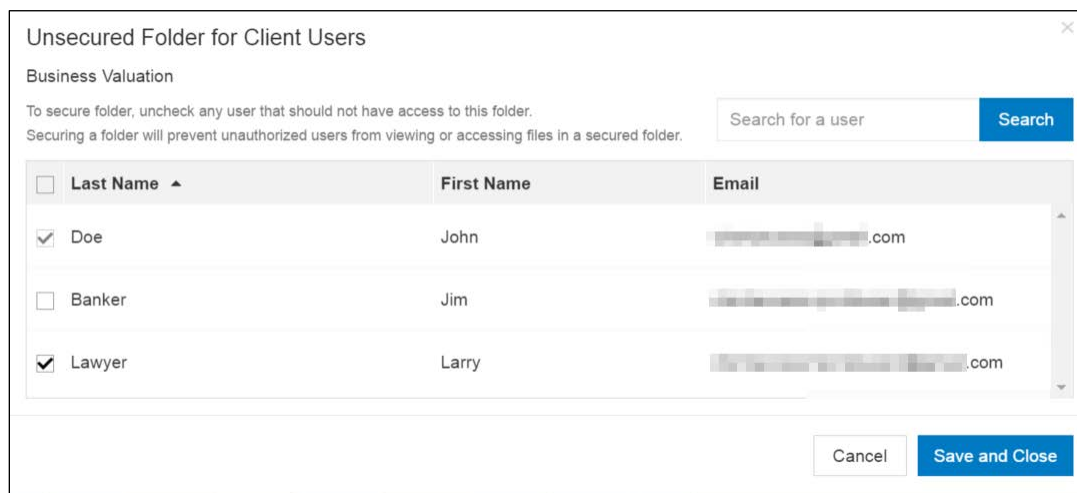 Unsecured Folder for Client Users
Business Valuation
To secure folder, uncheck any user that should not have access to this folder.
Securing a folder will prevent unauthorized users from viewing or accessing files in a secured folder.
Search for a user Search
Last Name First Name Email
Doe John .com
Banker Jim .com
Lawyer Larry .com
Cancel Save and Close